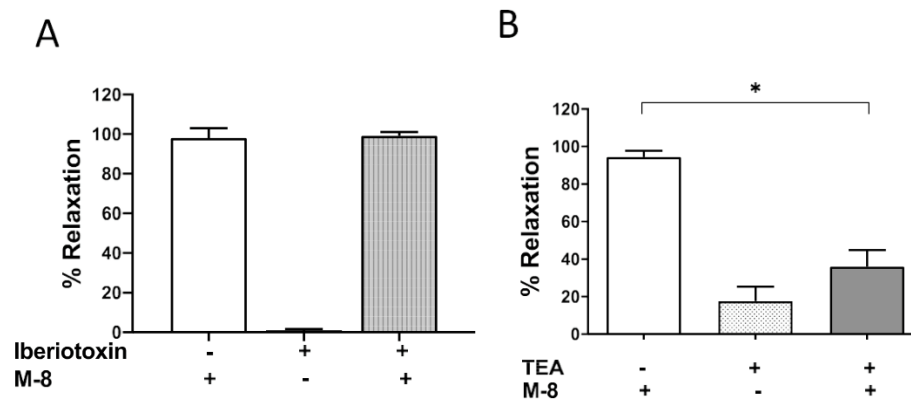 A
% Relaxation
120
100
80
60
40
20
0
Iberiotoxin - + +
M-8 + - +
B
*
% Relaxation
120
100
80
60
40
20
0
TEA - + +
M-8 + - +